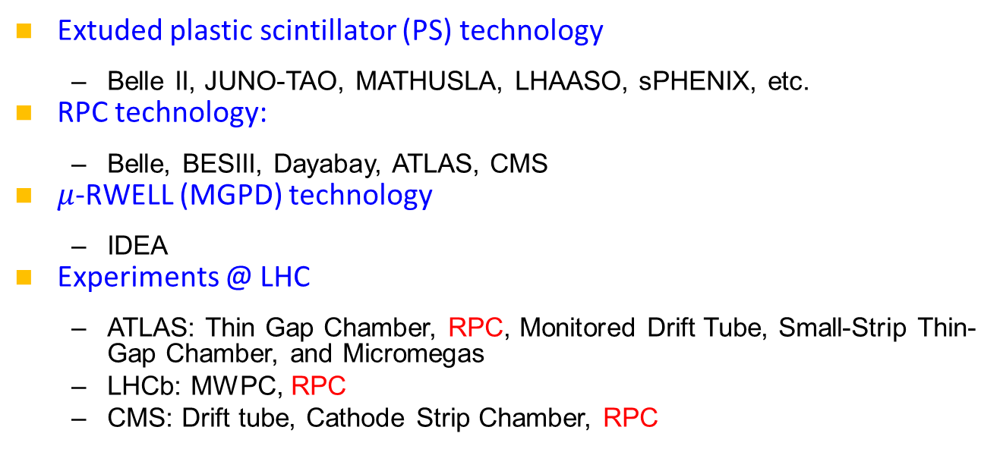 Extuded plastic scintillator (PS) technology
– Belle II, JUNO-TAO, MATHUSLA, LHAASO, sPHENIX, etc.
RPC technology:
– Belle, BESIII, Dayabay, ATLAS, CMS
μ-RWELL (MGPD) technology
– IDEA
Experiments @ LHC
– ATLAS: Thin Gap Chamber, RPC, Monitored Drift Tube, Small-Strip Thin-
Gap Chamber, and Micromegas
– LHCb: MWPC, RPC
– CMS: Drift tube, Cathode Strip Chamber, RPC